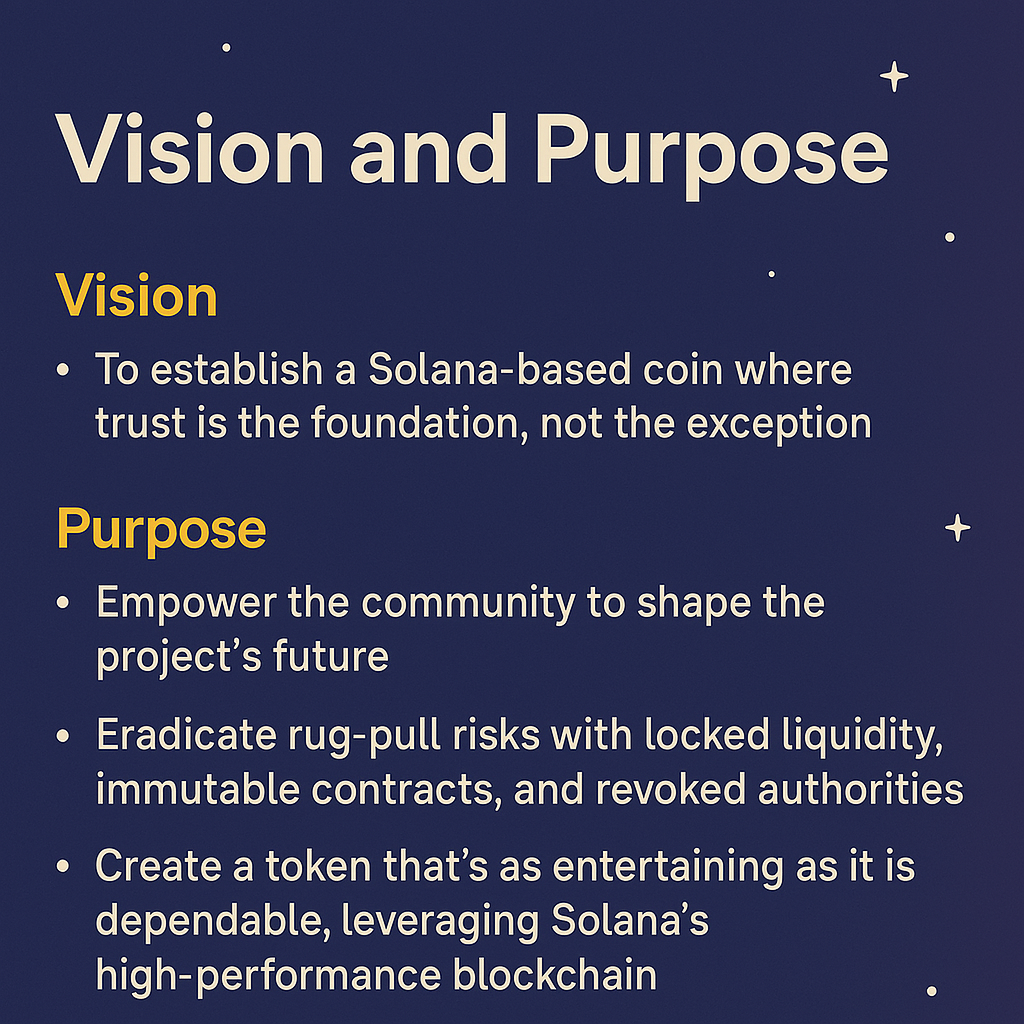 Vision and Purpose
Vision
• To establish a Solana-based coin where
trust is the foundation, not the exception
Purpose
• Empower the community to shape the
project’s future
• Eradicate rug-pull risks with locked liquidity,
immutable contracts, and revoked authorities
• Create a token that’s as entertaining as it is
dependable, leveraging Solana’s
high-performance blockchain